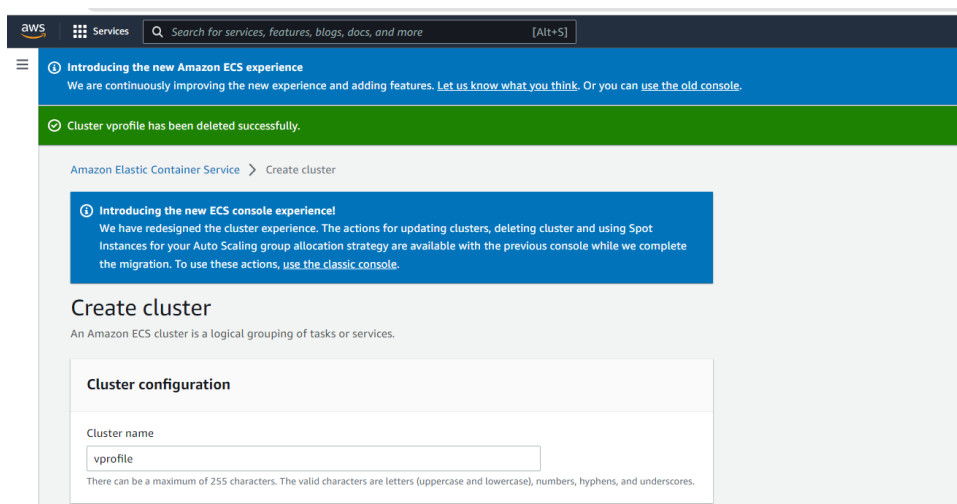 aws
Services
Search for services, features, blogs, docs, and more [Alt+S]
Introducing the new Amazon ECS experience
We are continuously improving the new experience and adding features. Let us know what you think. Or you can use the old console.
Cluster vprofile has been deleted successfully.
Amazon Elastic Container Service > Create cluster
Introducing the new ECS console experience!
We have redesigned the cluster experience. The actions for updating clusters, deleting cluster and using Spot
Instances for your Auto Scaling group allocation strategy are available with the previous console while we complete
the migration. To use these actions, use the classic console.
Create cluster
An Amazon ECS cluster is a logical grouping of tasks or services.
Cluster configuration
Cluster name
vprofile
There can be a maximum of 255 characters. The valid characters are letters (uppercase and lowercase), numbers, hyphens, and underscores.